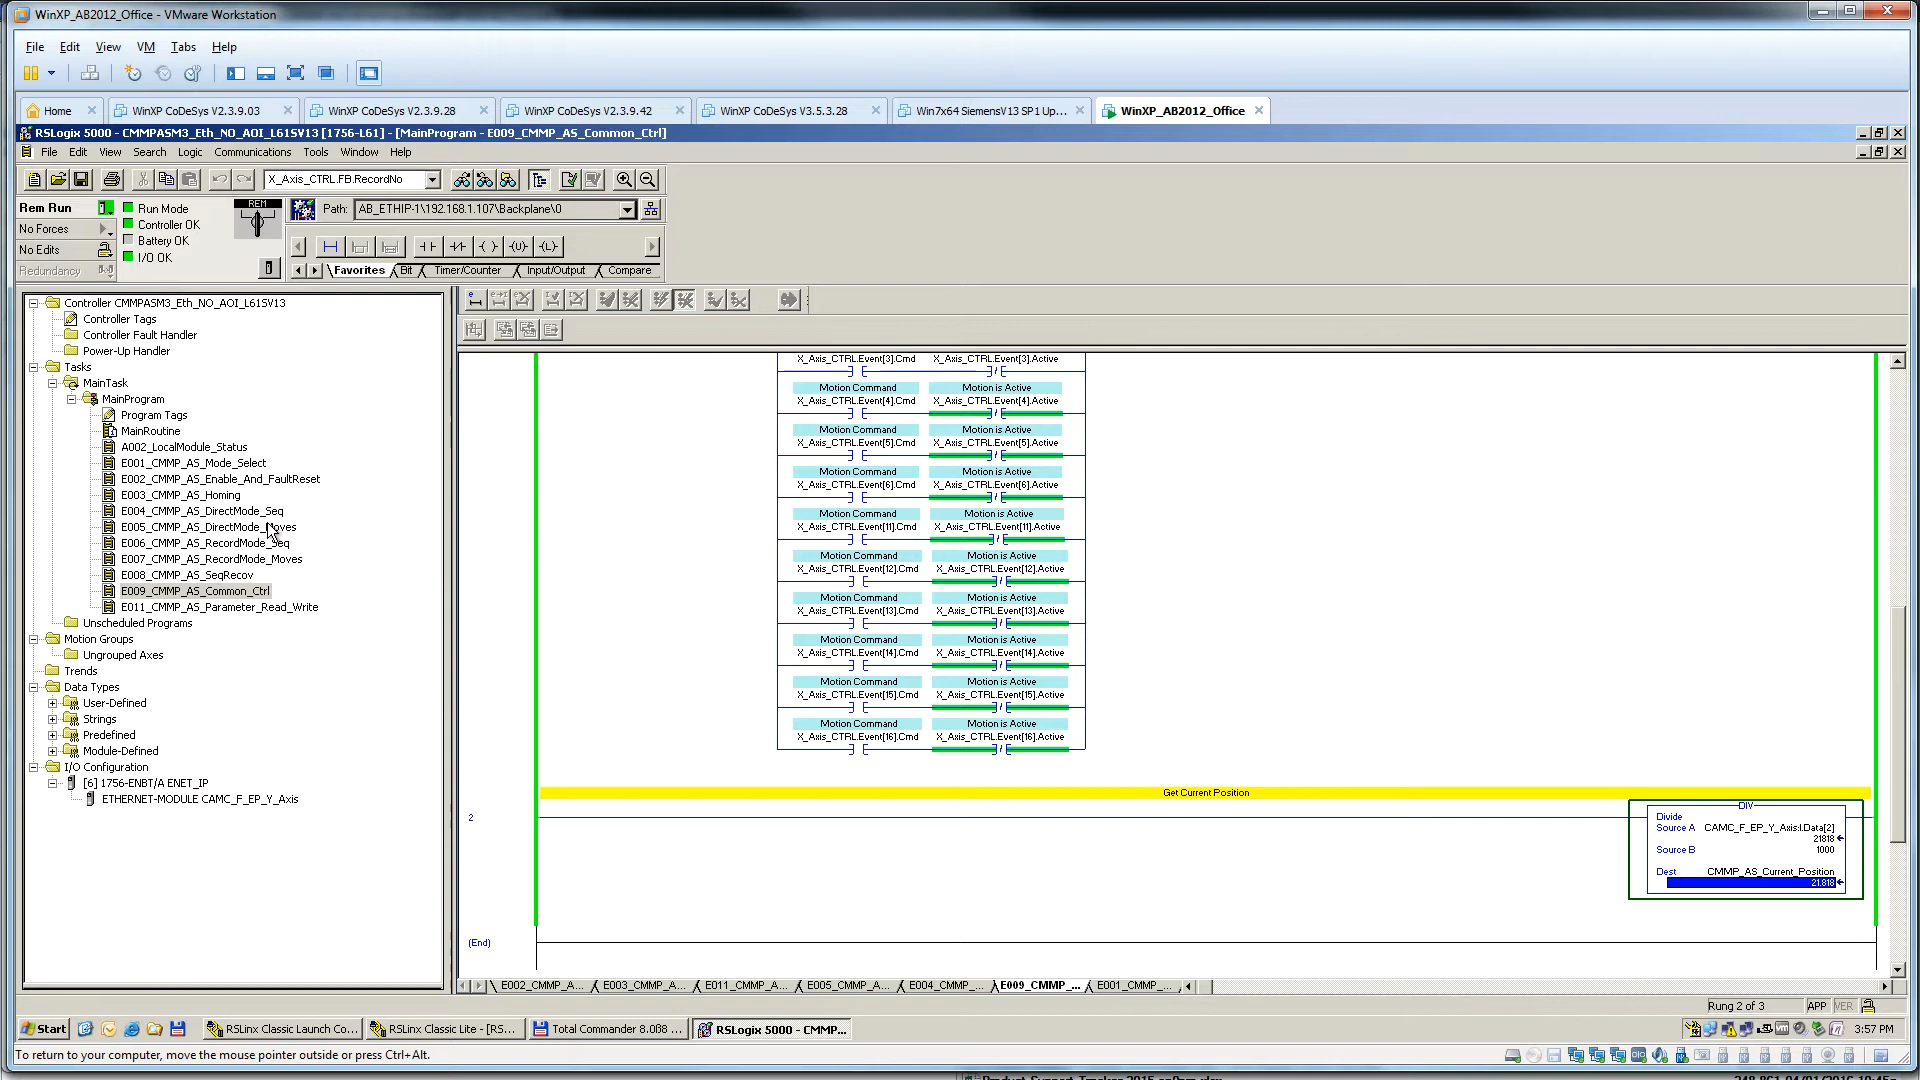 WinXP_AB2012_Office - VMware Workstation
File Edit View VM Tabs Help
Home WinXP CoDeSys V2.3.9.03 WinXP CoDeSys V2.3.9.28 WinXP CoDeSys V2.3.9.42 WinXP CoDeSys V3.5.3.28 Win7x64 SiemensV13 SP1 Up... WinXP_AB2012_Office
RSLogix 5000 - CMMPASM3_Eth_NO_AOI_L61SV13 [1756-L61] - [MainProgram - E009_CMMP_AS_Common_Ctrl]
File Edit View Search Logic Communications Tools Window Help
X_Axis_CTRL.FB.RecordNo
Rem Run Run Mode REM Path: AB_ETHIP-1\192.168.1.107\Backplane\0
No Forces Controller OK
No Edits Battery OK
Redundancy I/O OK
Favorites Bit Timer/Counter Input/Output Compare
Controller CMMPASM3_Eth_NO_AOI_L61SV13
Controller Tags
Controller Fault Handler
Power-Up Handler
Tasks
MainTask
MainProgram
Program Tags
MainRoutine
A002_LocalModule_Status
E001_CMMP_AS_Mode_Select
E002_CMMP_AS_Enable_And_FaultReset
E003_CMMP_AS_Homing
E004_CMMP_AS_DirectMode_Seq
E005_CMMP_AS_DirectMode_Moves
E006_CMMP_AS_RecordMode_Seq
E007_CMMP_AS_RecordMode_Moves
E008_CMMP_AS_SeqRecov
E009_CMMP_AS_Common_Ctrl
E011_CMMP_AS_Parameter_Read_Write
Unscheduled Programs
Motion Groups
Ungrouped Axes
Trends
Data Types
User-Defined
Strings
Predefined
Module-Defined
I/O Configuration
[6] 1756-ENBT/A ENET_IP
ETHERNET-MODULE CAMC_F_EP_Y_Axis
X_Axis_CTRL.Event[3].Cmd X_Axis_CTRL.Event[3].Active
Motion Command Motion is Active
X_Axis_CTRL.Event[4].Cmd X_Axis_CTRL.Event[4].Active
Motion Command Motion is Active
X_Axis_CTRL.Event[5].Cmd X_Axis_CTRL.Event[5].Active
Motion Command Motion is Active
X_Axis_CTRL.Event[6].Cmd X_Axis_CTRL.Event[6].Active
Motion Command Motion is Active
X_Axis_CTRL.Event[11].Cmd X_Axis_CTRL.Event[11].Active
Motion Command Motion is Active
X_Axis_CTRL.Event[12].Cmd X_Axis_CTRL.Event[12].Active
Motion Command Motion is Active
X_Axis_CTRL.Event[13].Cmd X_Axis_CTRL.Event[13].Active
Motion Command Motion is Active
X_Axis_CTRL.Event[14].Cmd X_Axis_CTRL.Event[14].Active
Motion Command Motion is Active
X_Axis_CTRL.Event[15].Cmd X_Axis_CTRL.Event[15].Active
Motion Command Motion is Active
X_Axis_CTRL.Event[16].Cmd X_Axis_CTRL.Event[16].Active
Get Current Position
2
DIV
Divide
Source A CAMC_F_EP_Y_Axis:I.Data[2]
21818
Source B 1000
Dest CMMP_AS_Current_Position
21.818
(End)
E002_CMMP_A... E003_CMMP_A... E011_CMMP_A... E005_CMMP_A... E004_CMMP_... E009_CMMP_... E001_CMMP_...
Rung 2 of 3 APP VER
Start RSLinx Classic Launch Co... RSLinx Classic Lite - [RS... Total Commander 8.0ß8 ... RSLogix 5000 - CMMP... 3:57 PM
To return to your computer, move the mouse pointer outside or press Ctrl+Alt.